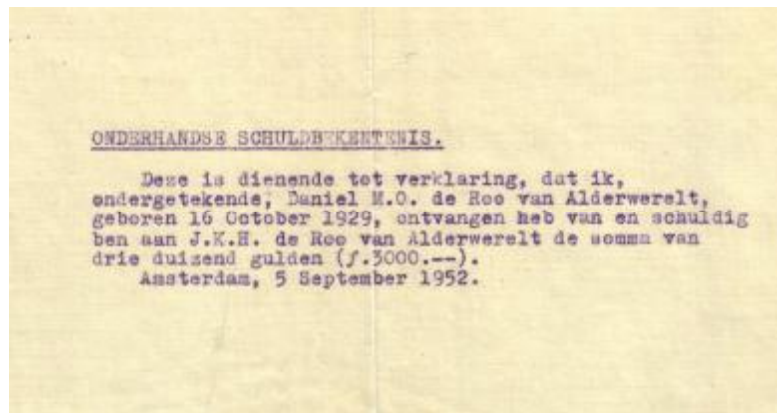 ONDERHANDSE SCHULDBEKENTENIS.
Deze is dienende tot verklaring, dat ik,
ondergetekende, Daniel M.O. de Roo van Alderwerelt,
geboren 16 October 1929, ontvangen heb van en schuldig
ben aan J.K.H. de Roo van Alderwerelt de somma van
drie duizend gulden (f.3000.--).
Amsterdam, 5 September 1952.